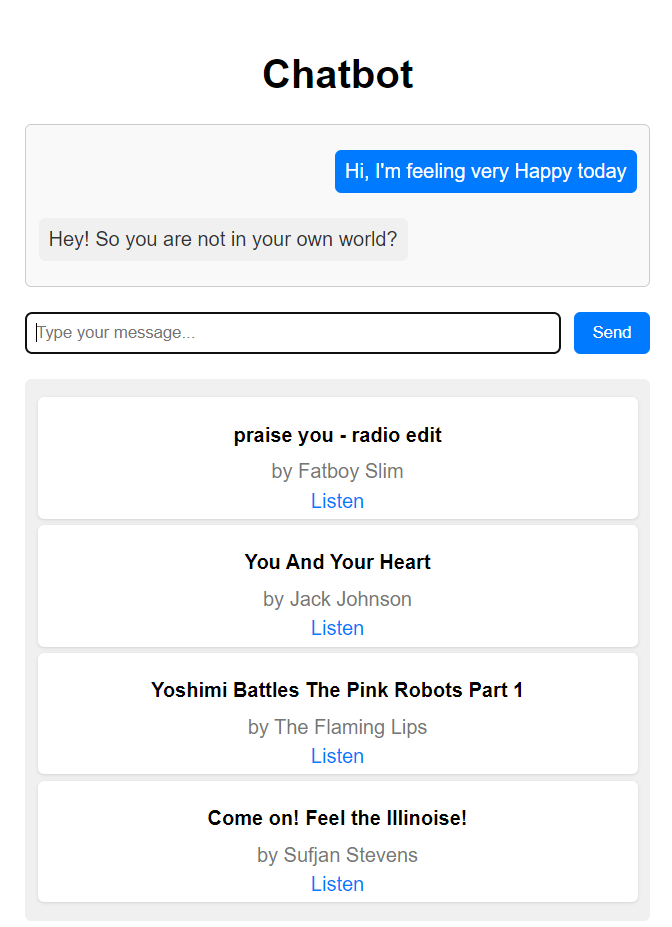 Chatbot
Hi, I'm feeling very Happy today
Hey! So you are not in your own world?
Type your message...
Send
praise you - radio edit
by Fatboy Slim
Listen
You And Your Heart
by Jack Johnson
Listen
Yoshimi Battles The Pink Robots Part 1
by The Flaming Lips
Listen
Come on! Feel the Illinoise!
by Sufjan Stevens
Listen